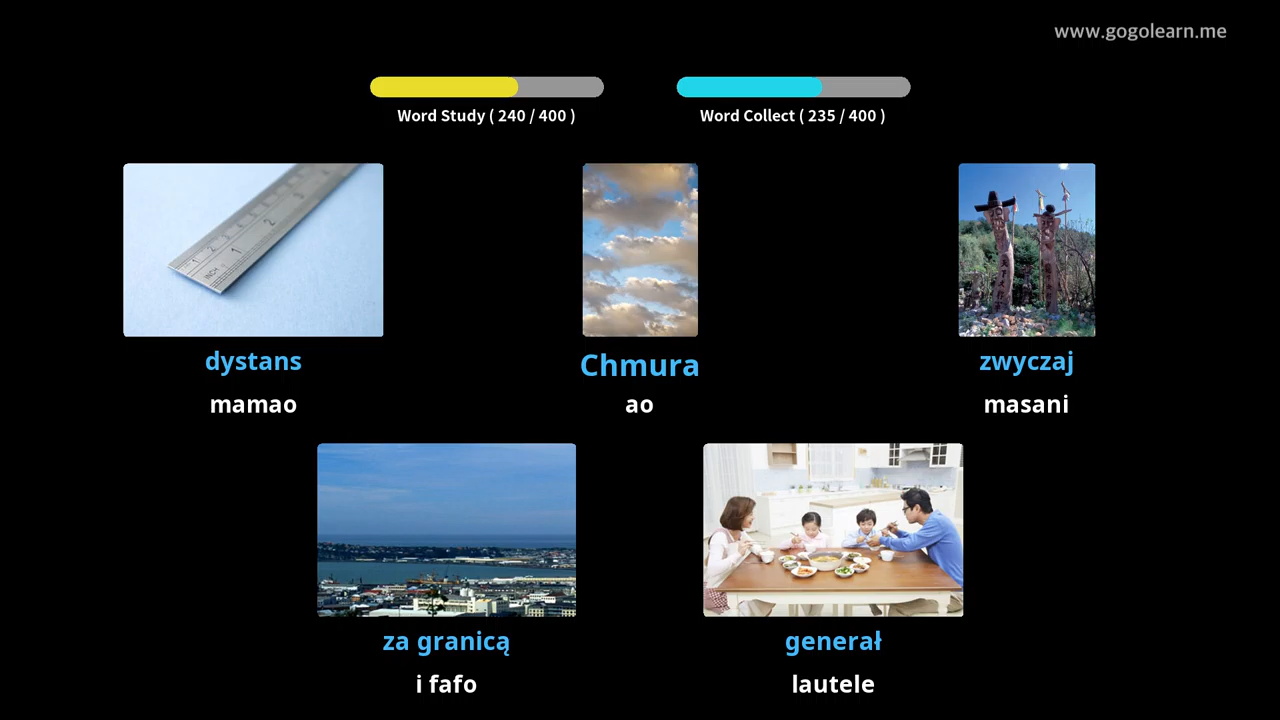 www.gogolearn.me
Word Study ( 240 / 400 )
Word Collect ( 235 / 400 )
dystans
mamao
Chmura
ao
zwyczaj
masani
za granicą
i fafo
generał
lautele